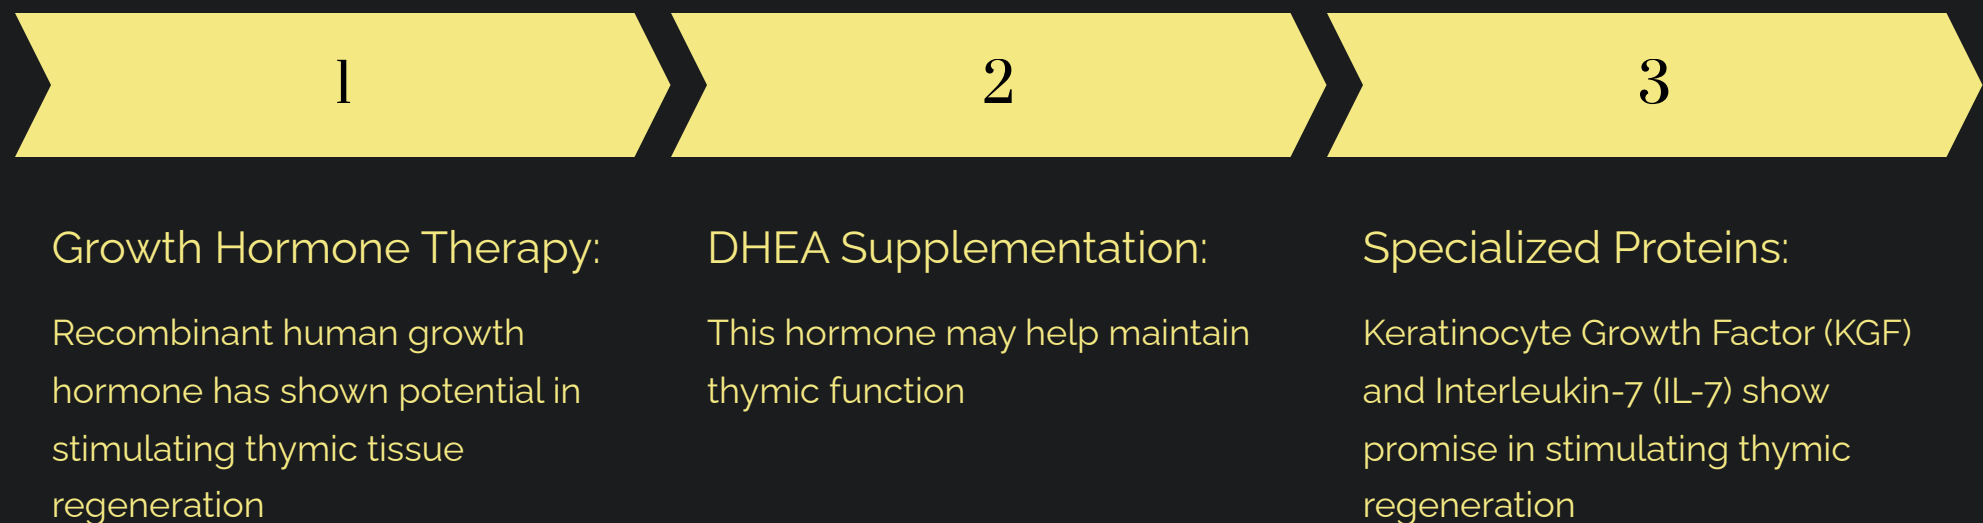 1
2
3
Growth Hormone Therapy:
Recombinant human growth
hormone has shown potential in
stimulating thymic tissue
regeneration
DHEA Supplementation:
This hormone may help maintain
thymic function
Specialized Proteins:
Keratinocyte Growth Factor (KGF)
and Interleukin-7 (IL-7) show
promise in stimulating thymic
regeneration